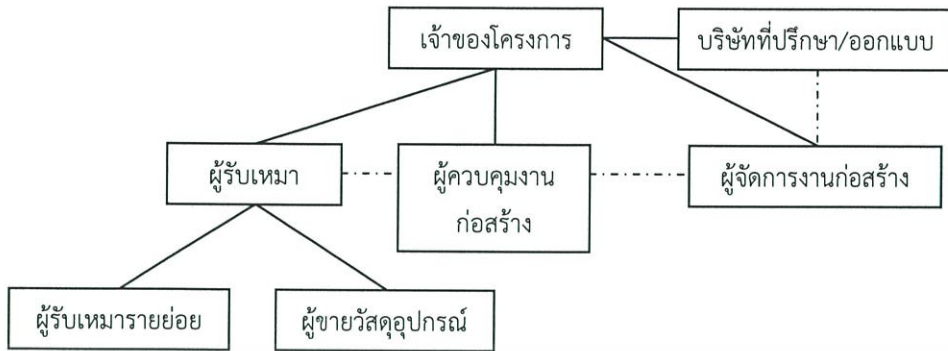 เจ้าของโครงการ
บริษัทที่ปรึกษา/ออกแบบ
ผู้รับเหมา
ผู้ควบคุมงาน
ก่อสร้าง
ผู้จัดการงานก่อสร้าง
ผู้รับเหมารายย่อย
ผู้ขายวัสดุอุปกรณ์